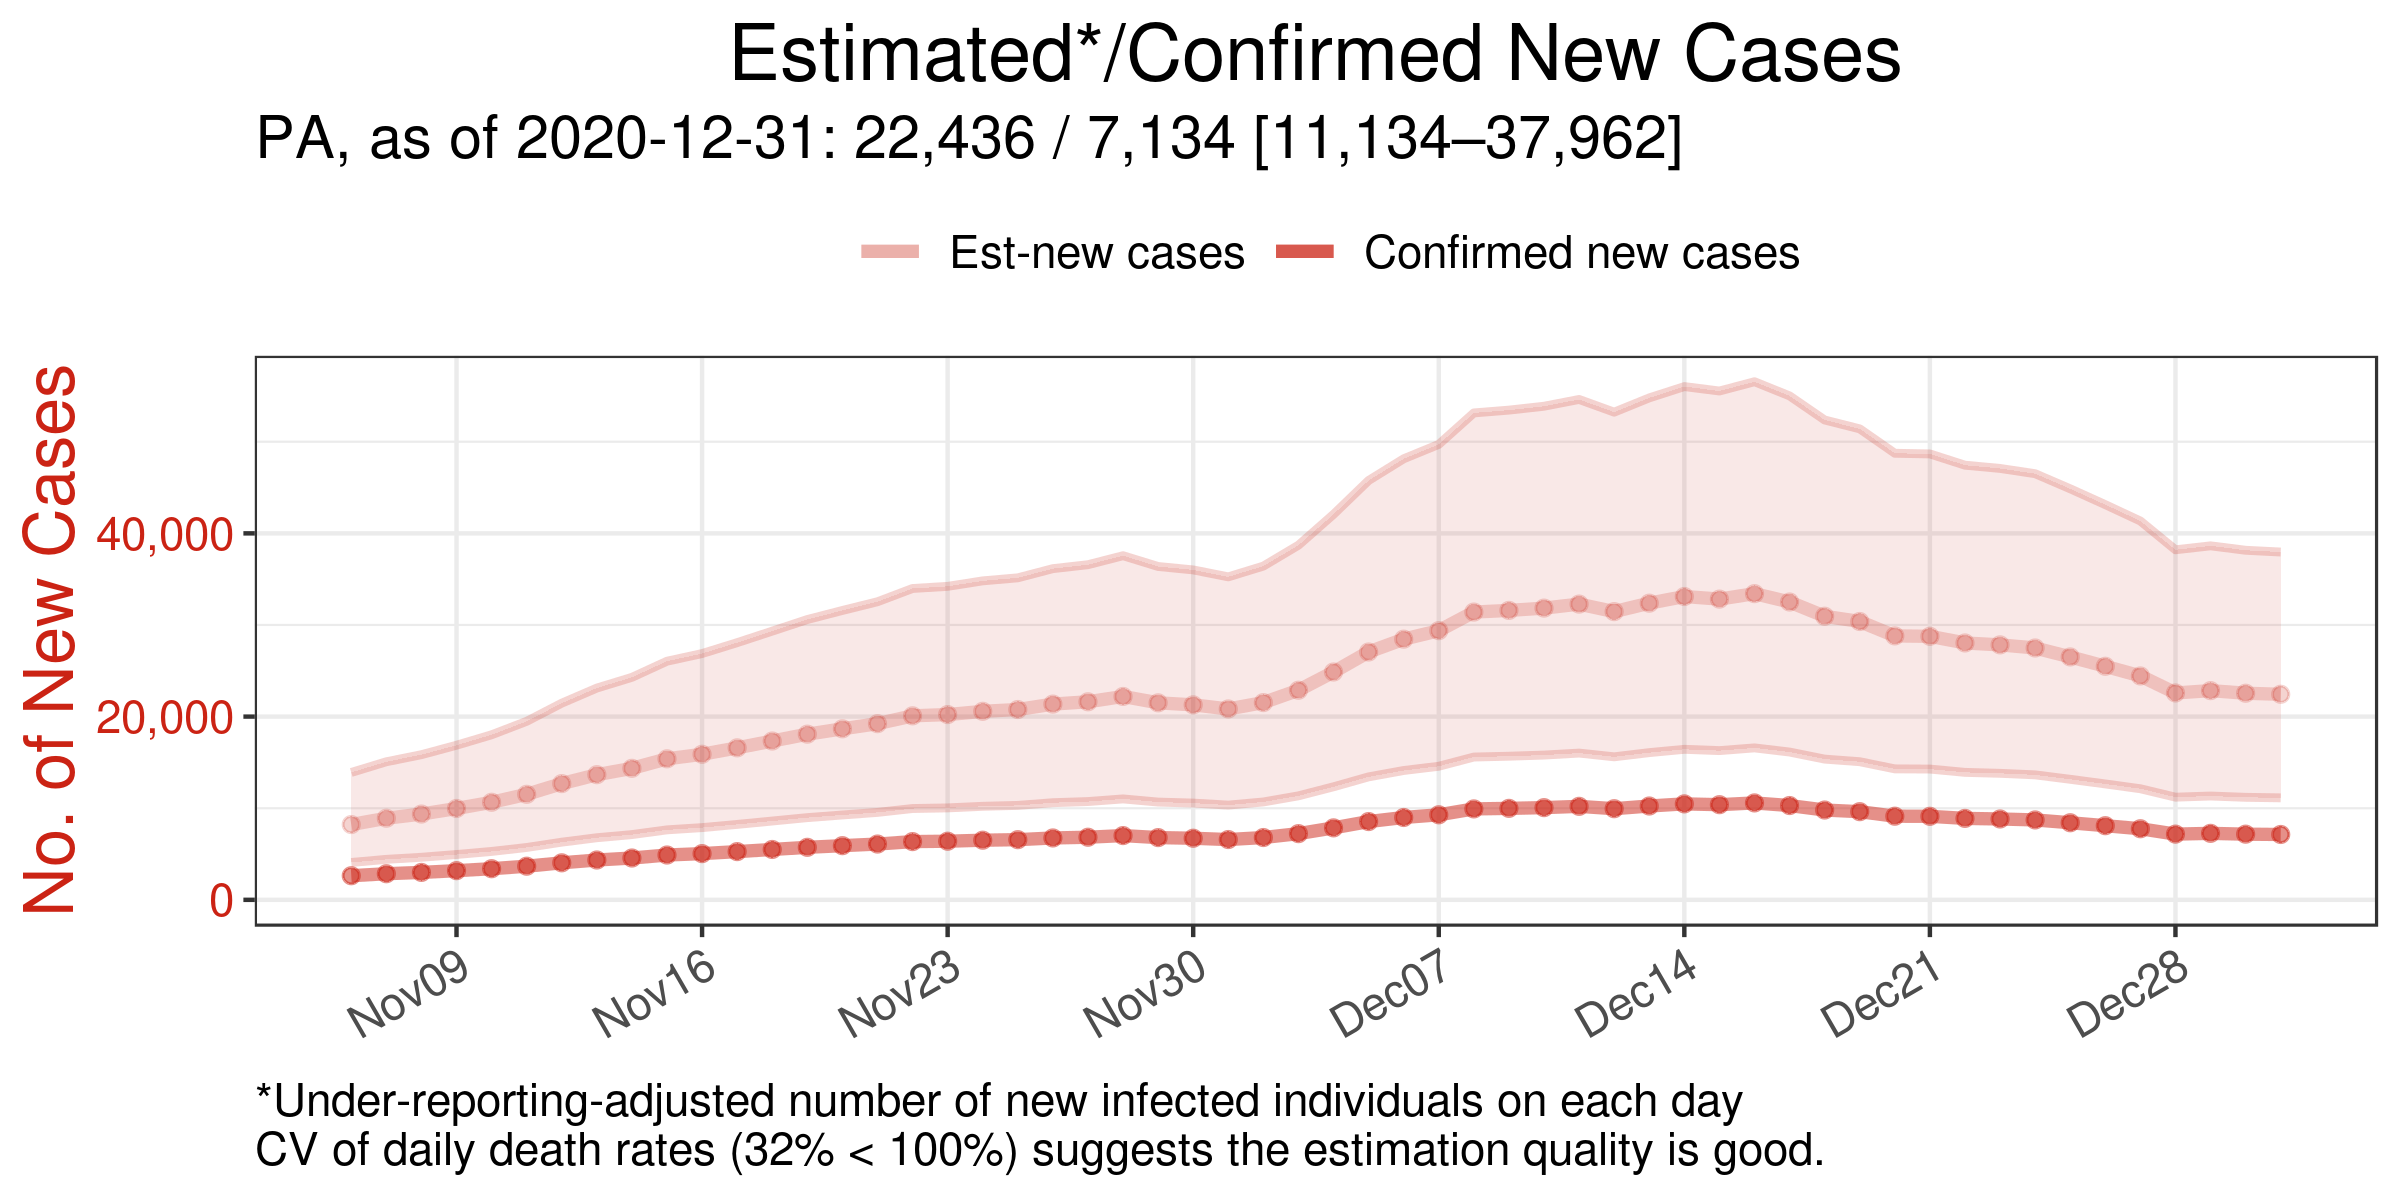 Estimated*/Confirmed New Cases
PA, as of 2020-12-31: 22,436 / 7,134 [11,134–37,962]
Est-new cases
Confirmed new cases
No. of New Cases
40,000
20,000
0
Nov09
Nov16
Nov23
Nov30
Dec07
Dec14
Dec21
Dec28
*Under-reporting-adjusted number of new infected individuals on each day
CV of daily death rates (32% < 100%) suggests the estimation quality is good.